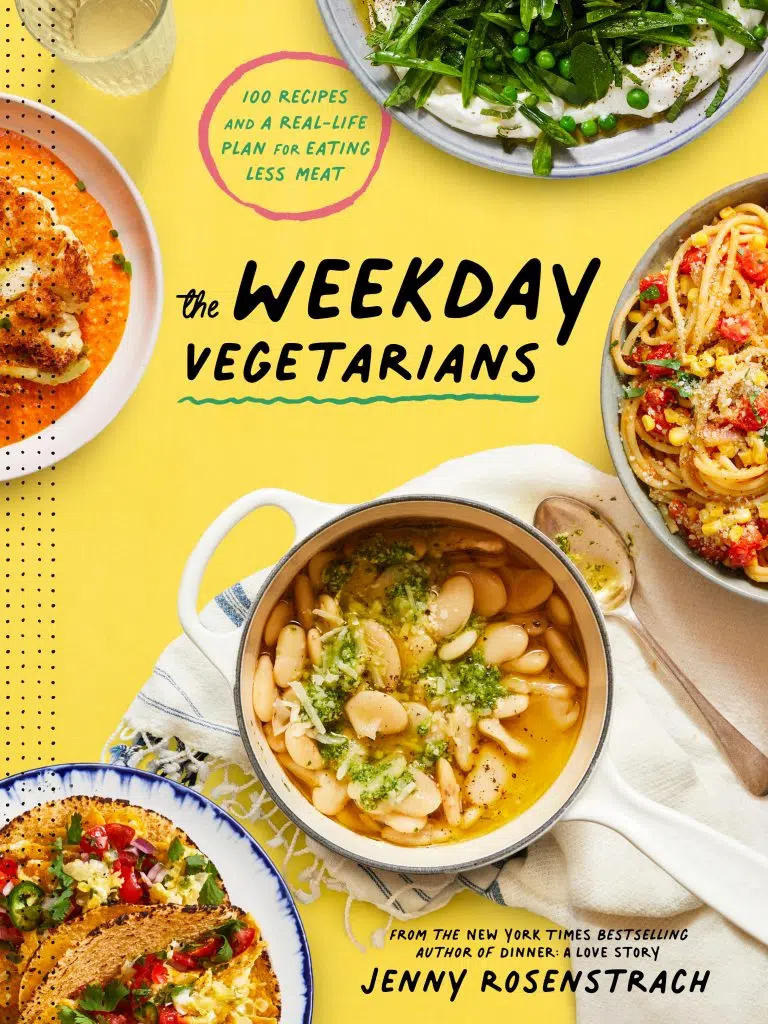 100 RECIPES
AND A REAL-LIFE
PLAN FOR EATING
LESS MEAT
the WEEKDAY
VEGETARIANS
FROM THE NEW YORK TIMES BESTSELLING
AUTHOR OF DINNER: A LOVE STORY
JENNY ROSENSTRACH